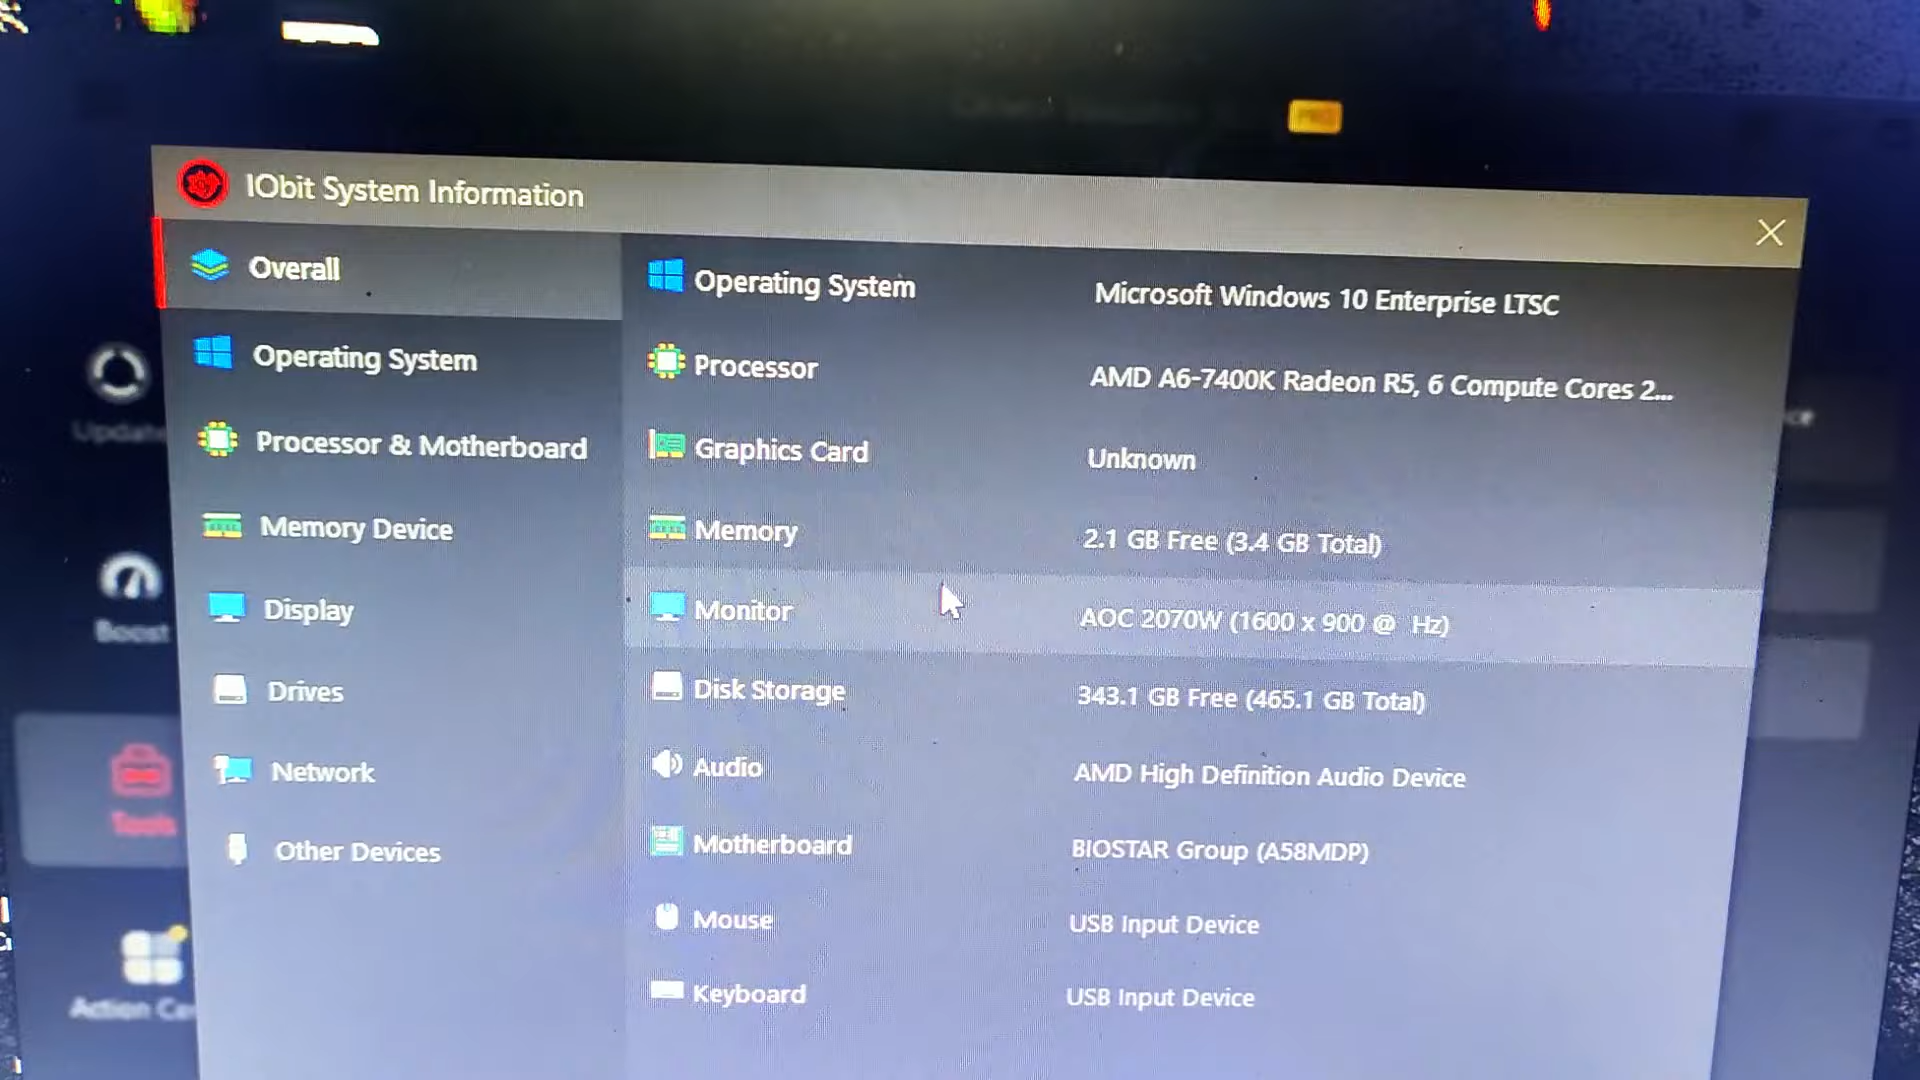 IObit System Information
Overall
Operating System
Processor & Motherboard
Memory Device
Display
Drives
Network
Other Devices
Operating System Microsoft Windows 10 Enterprise LTSC
Processor AMD A6-7400K Radeon R5, 6 Compute Cores 2...
Graphics Card Unknown
Memory 2.1 GB Free (3.4 GB Total)
Monitor AOC 2070W (1600 x 900 @ Hz)
Disk Storage 343.1 GB Free (465.1 GB Total)
Audio AMD High Definition Audio Device
Motherboard BIOSTAR Group (A58MDP)
Mouse USB Input Device
Keyboard USB Input Device
Update
Boost
Tools
Action Ce